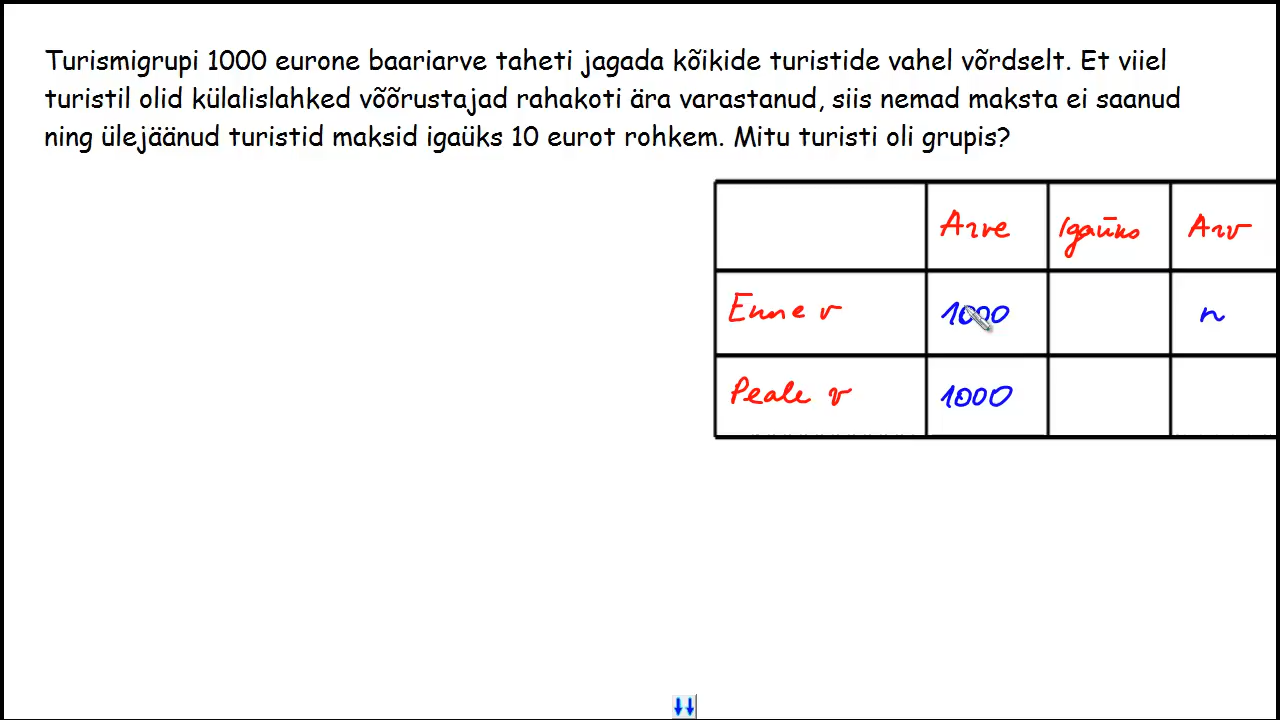 Turismigrupi 1000 eurone baariarve taheti jagada kõikide turistide vahel võrdselt. Et viiel
turistil olid külalislahked võõrustajad rahakoti ära varastanud, siis nemad maksta ei saanud
ning ülejäänud turistid maksid igaüks 10 eurot rohkem. Mitu turisti oli grupis?
Arve Igaüks Arv
Enne v 1000 n
Peale v 1000